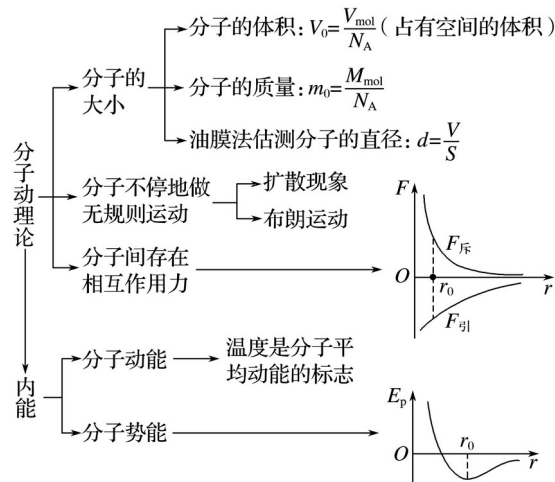 分子的体积:V₀=V_mol/N_A(占有空间的体积)
分子的
大小
分子的质量:m₀=M_mol/N_A
油膜法估测分子的直径:d=V/S
分子动理论
分子不停地做
无规则运动
扩散现象
布朗运动
分子间存在
相互作用力
F
F斥
O
r₀
r
F引
内能
分子动能
温度是分子平
均动能的标志
分子势能
E_p
r₀
O
r